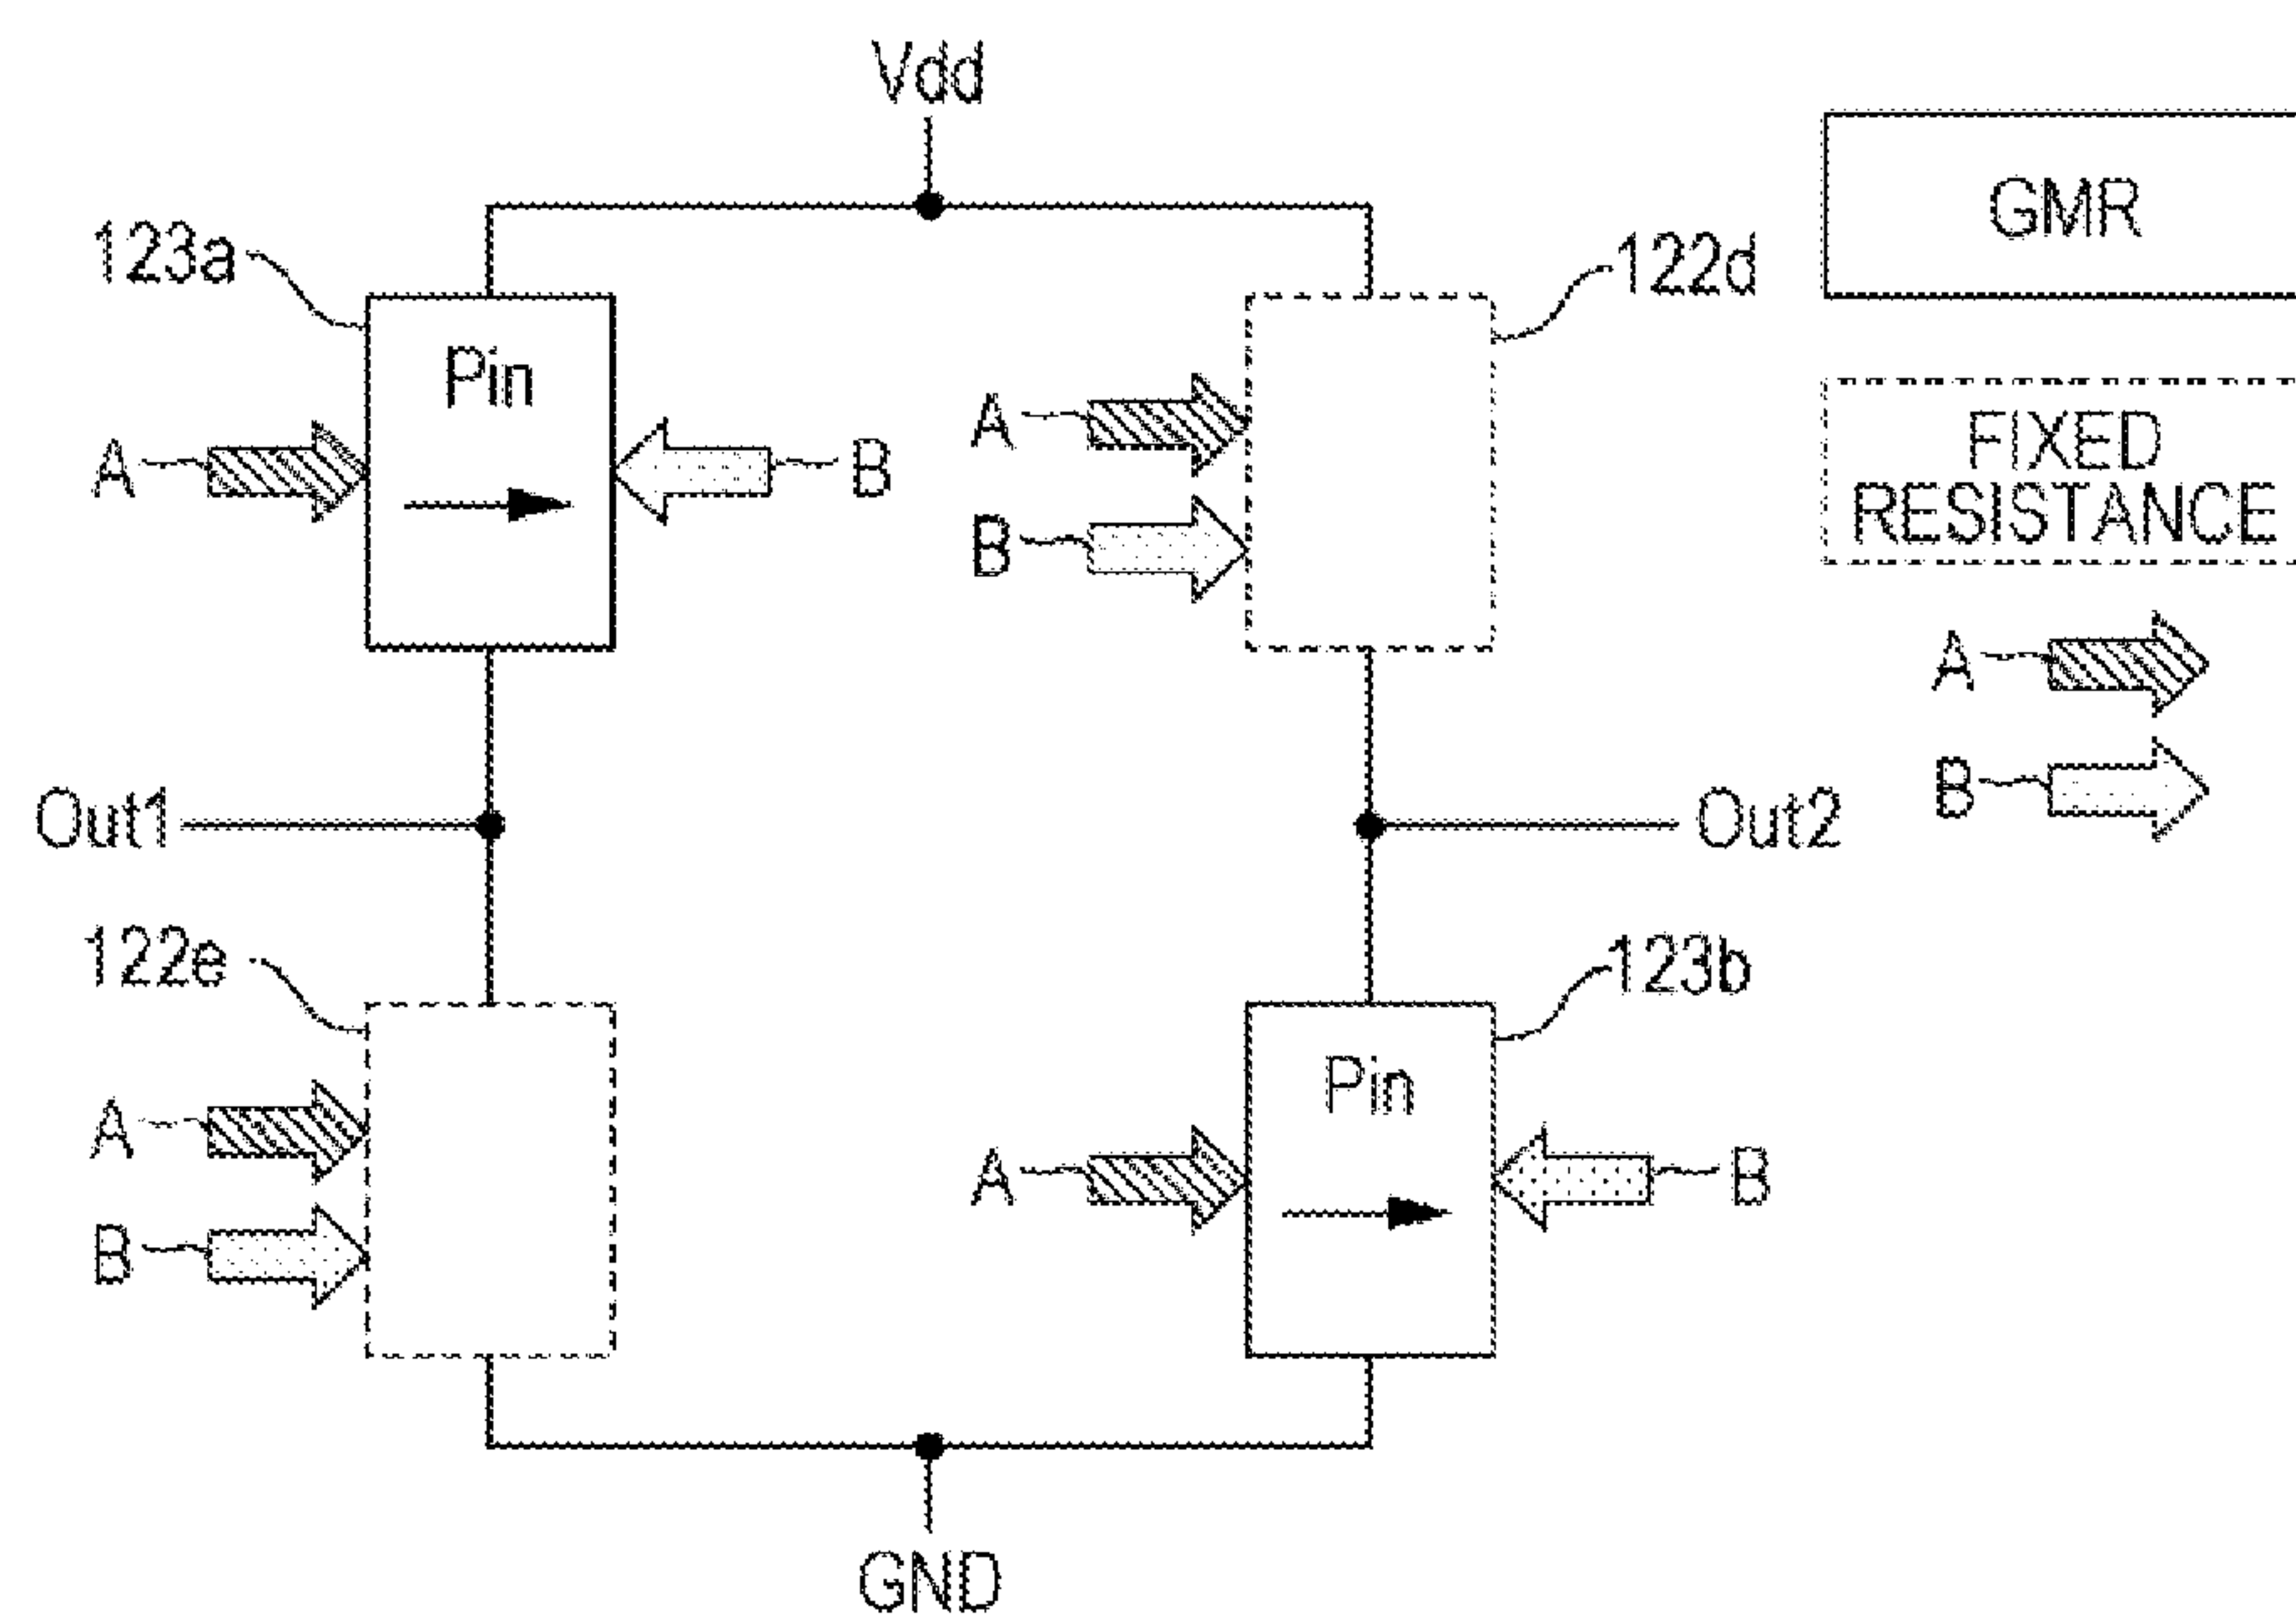 Vdd
GMR
123a
122d
Pin
A
B
A
B
FIXED
RESISTANCE
A
B
Out1
Out2
122e
123b
Pin
A
B
A
B
GND